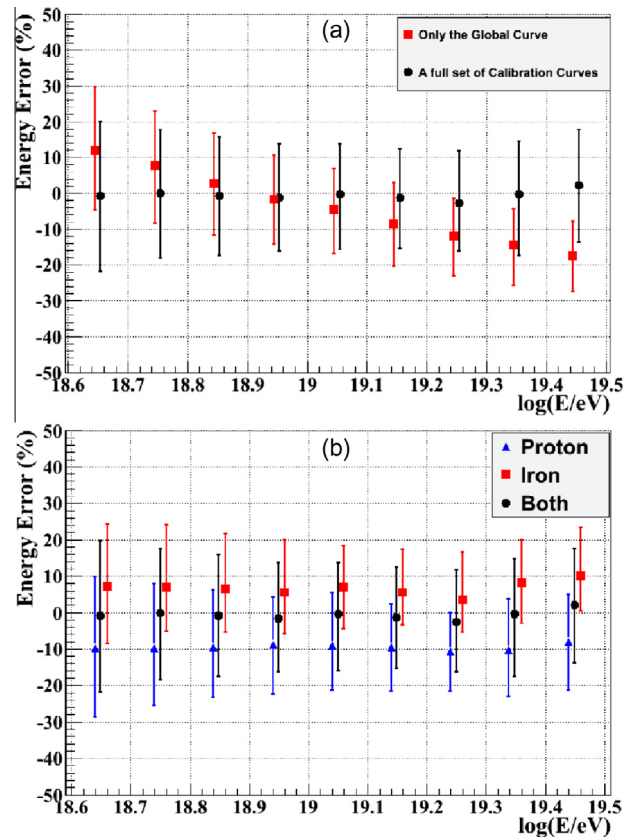 (a)
Only the Global Curve
A full set of Calibration Curves
Energy Error (%)
50
40
30
20
10
0
-10
-20
-30
-40
-50
18.6 18.7 18.8 18.9 19 19.1 19.2 19.3 19.4 19.5
log(E/eV)
(b)
Proton
Iron
Both
Energy Error (%)
50
40
30
20
10
0
-10
-20
-30
-40
-50
18.6 18.7 18.8 18.9 19 19.1 19.2 19.3 19.4 19.5
log(E/eV)